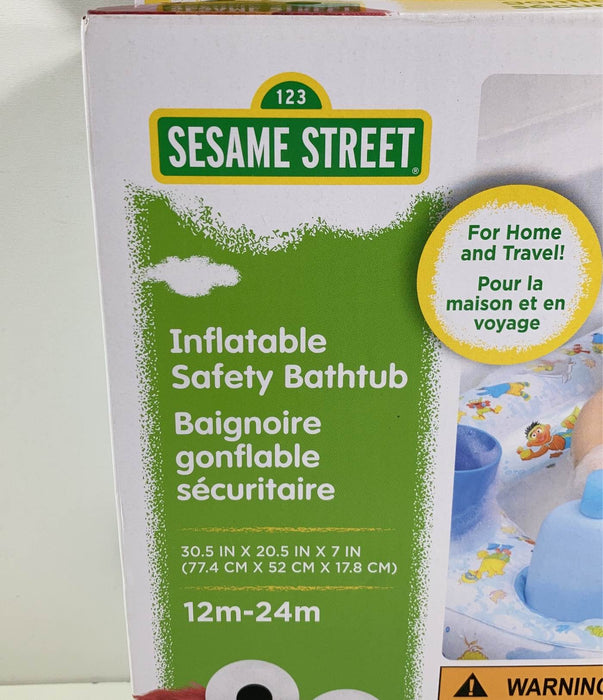 123
SESAME STREET®
For Home
and Travel!
Pour la
maison et en
voyage
Inflatable
Safety Bathtub
Baignoire
gonflable
sécuritaire
30.5 IN X 20.5 IN X 7 IN
(77.4 CM X 52 CM X 17.8 CM)
12m-24m